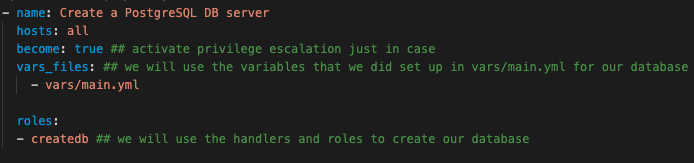 - name: Create a PostgreSQL DB server
  hosts: all
  become: true ## activate privilege escalation just in case
  vars_files: ## we will use the variables that we did set up in vars/main.yml for our database
    - vars/main.yml

  roles:
  - createdb ## we will use the handlers and roles to create our database